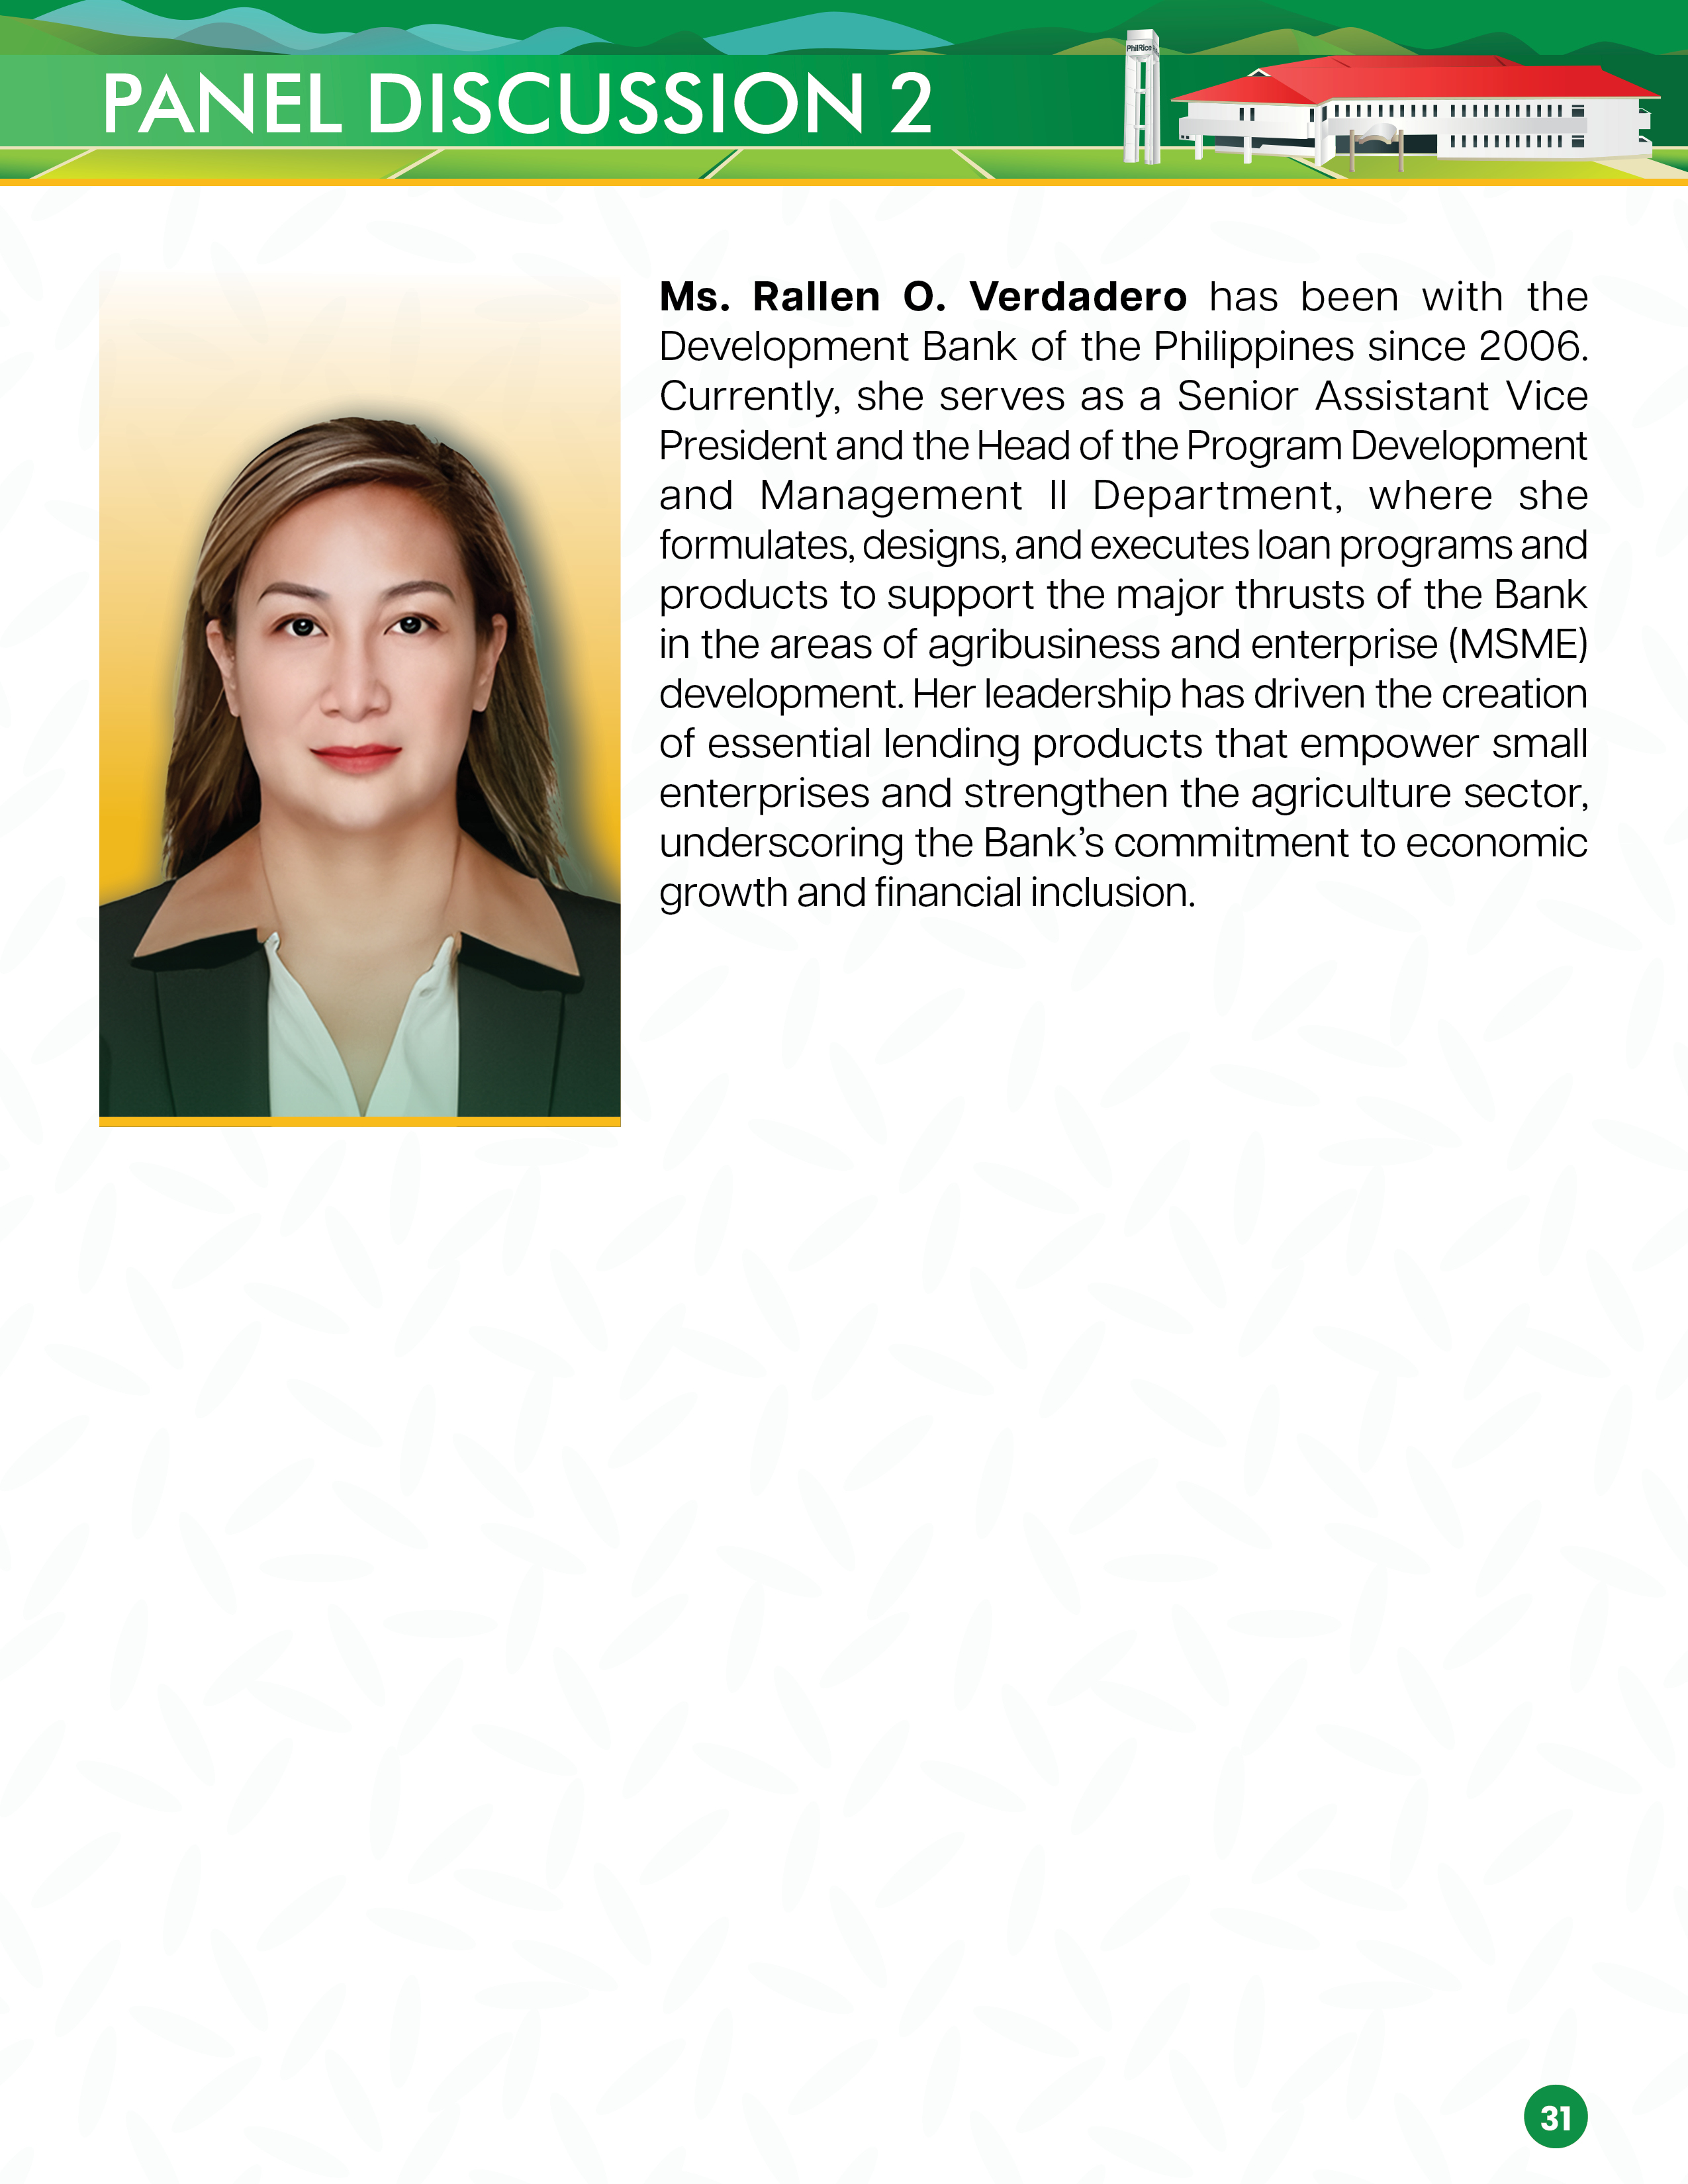 PANEL DISCUSSION 2
PhilRice
Ms. Rallen O. Verdadero has been with the
Development Bank of the Philippines since 2006.
Currently, she serves as a Senior Assistant Vice
President and the Head of the Program Development
and Management II Department, where she
formulates, designs, and executes loan programs and
products to support the major thrusts of the Bank
in the areas of agribusiness and enterprise (MSME)
development. Her leadership has driven the creation
of essential lending products that empower small
enterprises and strengthen the agriculture sector,
underscoring the Bank’s commitment to economic
growth and financial inclusion.
31